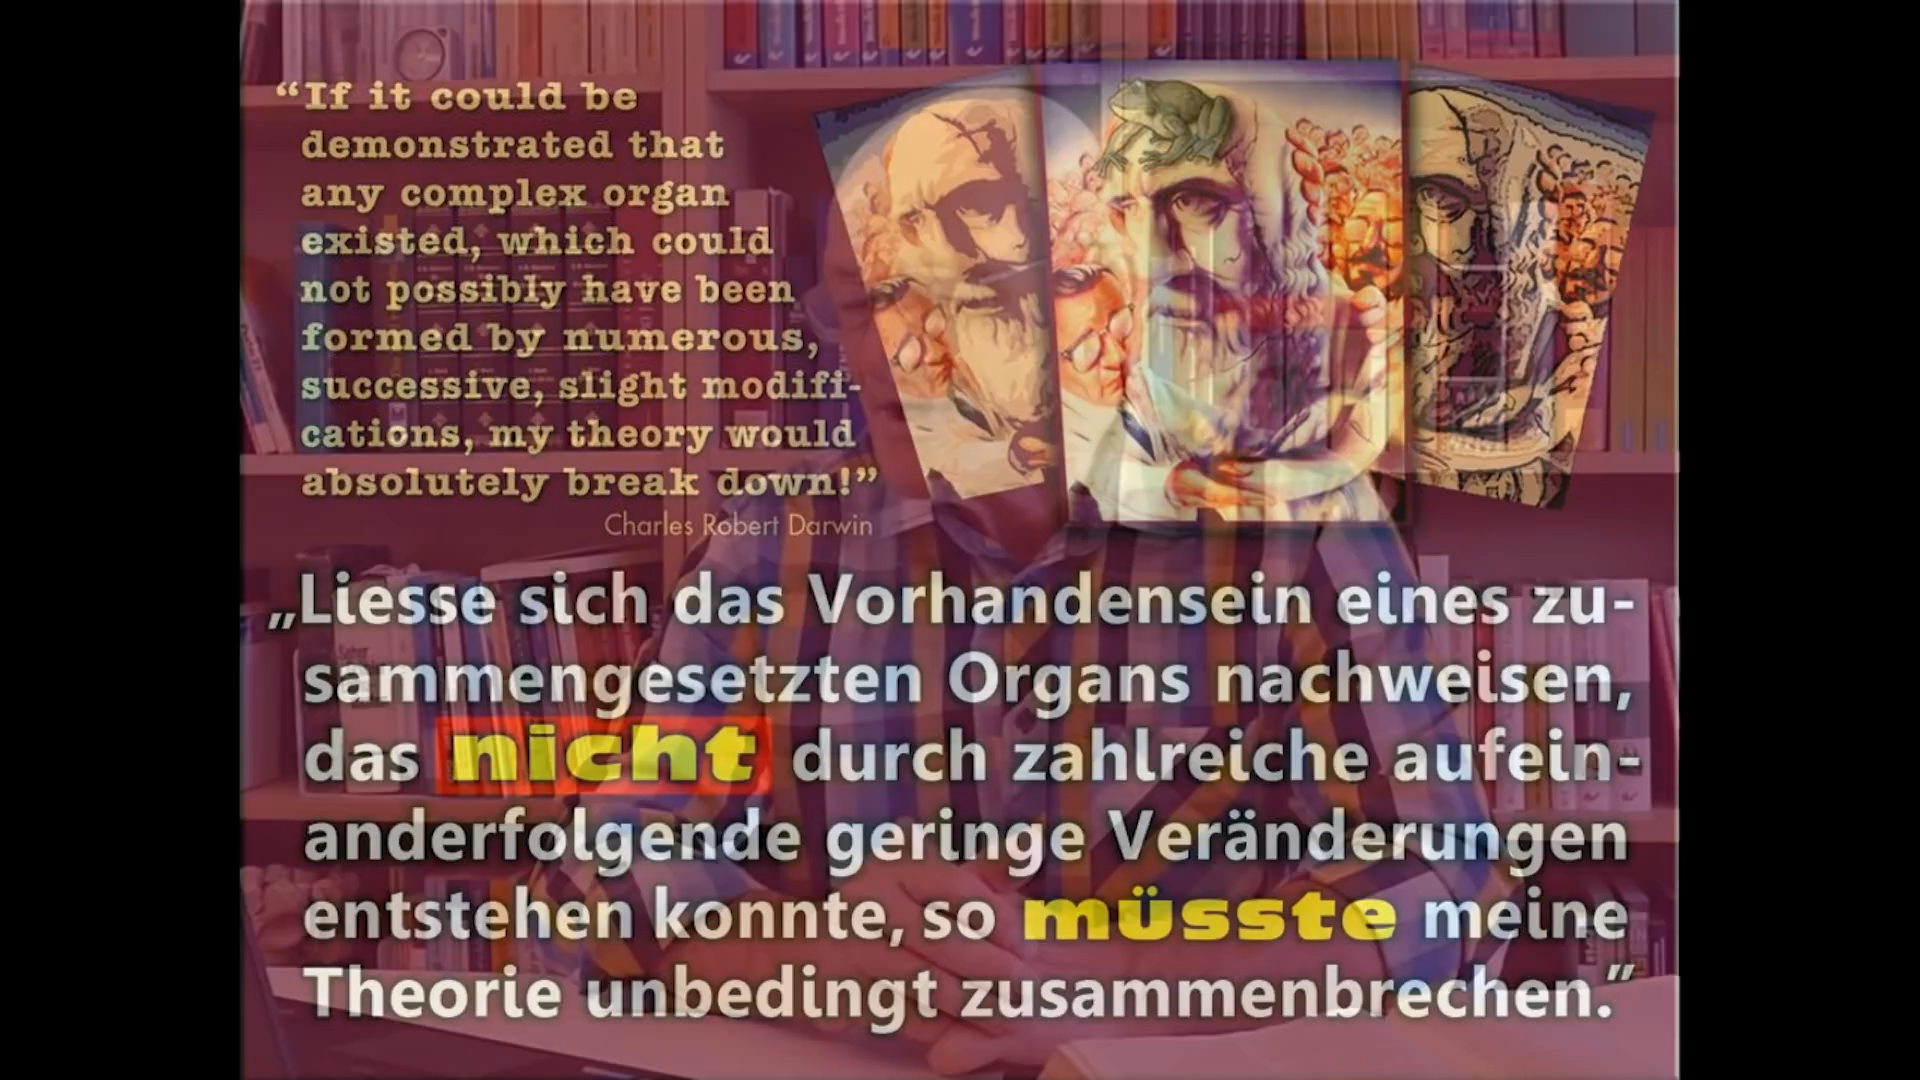 “If it could be
demonstrated that
any complex organ
existed, which could
not possibly have been
formed by numerous,
successive, slight modifi-
cations, my theory would
absolutely break down!”
Charles Robert Darwin
„Liesse sich das Vorhandensein eines zu-
sammengesetzten Organs nachweisen,
das nicht durch zahlreiche aufein-
anderfolgende geringe Veränderungen
entstehen konnte, so müsste meine
Theorie unbedingt zusammenbrechen.”